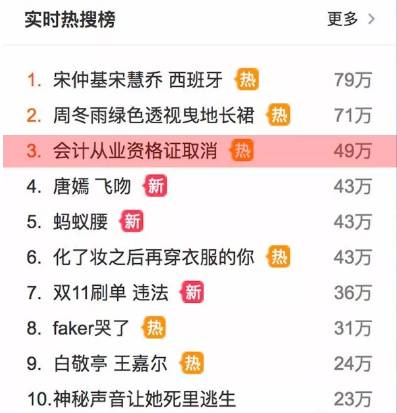 实时热搜榜 更多 >
1. 宋仲基宋慧乔 西班牙 热 79万
2. 周冬雨绿色透视曳地长裙 热 71万
3. 会计从业资格证取消 热 49万
4. 唐嫣 飞吻 新 43万
5. 蚂蚁腰 新 43万
6. 化了妆之后再穿衣服的你 热 43万
7. 双11刷单 违法 新 36万
8. faker哭了 热 31万
9. 白敬亭 王嘉尔 热 24万
10.神秘声音让她死里逃生 23万